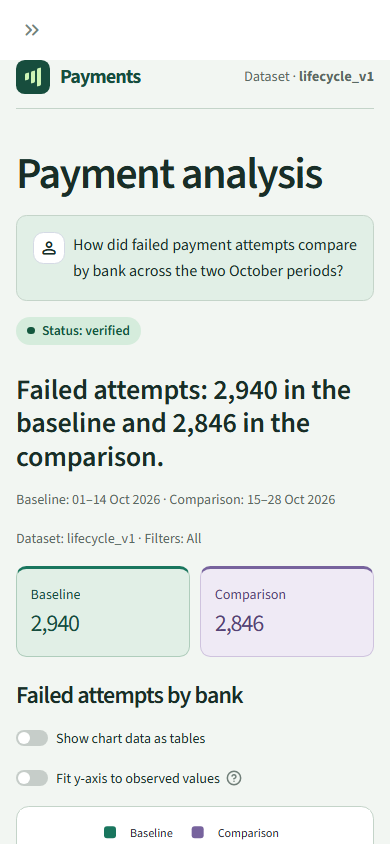 Payments
Dataset · lifecycle_v1
Payment analysis
How did failed payment attempts compare
by bank across the two October periods?
Status: verified
Failed attempts: 2,940 in the
baseline and 2,846 in the
comparison.
Baseline: 01–14 Oct 2026 · Comparison: 15–28 Oct 2026
Dataset: lifecycle_v1 · Filters: All
Baseline
2,940
Comparison
2,846
Failed attempts by bank
Show chart data as tables
Fit y-axis to observed values
Baseline
Comparison